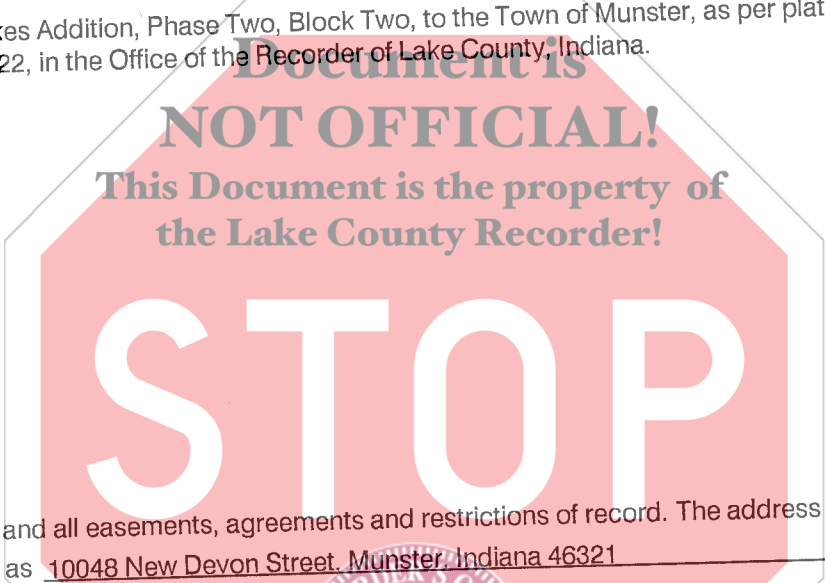 kes Addition, Phase Two, Block Two, to the Town of Munster, as per plat
22, in the Office of the Recorder of Lake County, Indiana.
Document is
NOT OFFICIAL!
This Document is the property of
the Lake County Recorder!
STOP
and all easements, agreements and restrictions of record. The address
as 10048 New Devon Street, Munster, Indiana 46321